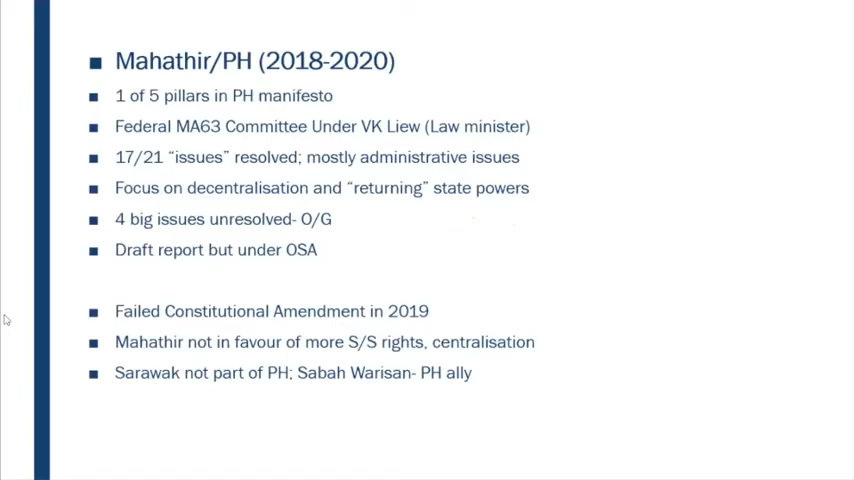 Mahathir/PH (2018-2020)
1 of 5 pillars in PH manifesto
Federal MA63 Committee Under VK Liew (Law minister)
17/21 “issues” resolved; mostly administrative issues
Focus on decentralisation and “returning” state powers
4 big issues unresolved- O/G
Draft report but under OSA
Failed Constitutional Amendment in 2019
Mahathir not in favour of more S/S rights, centralisation
Sarawak not part of PH; Sabah Warisan- PH ally